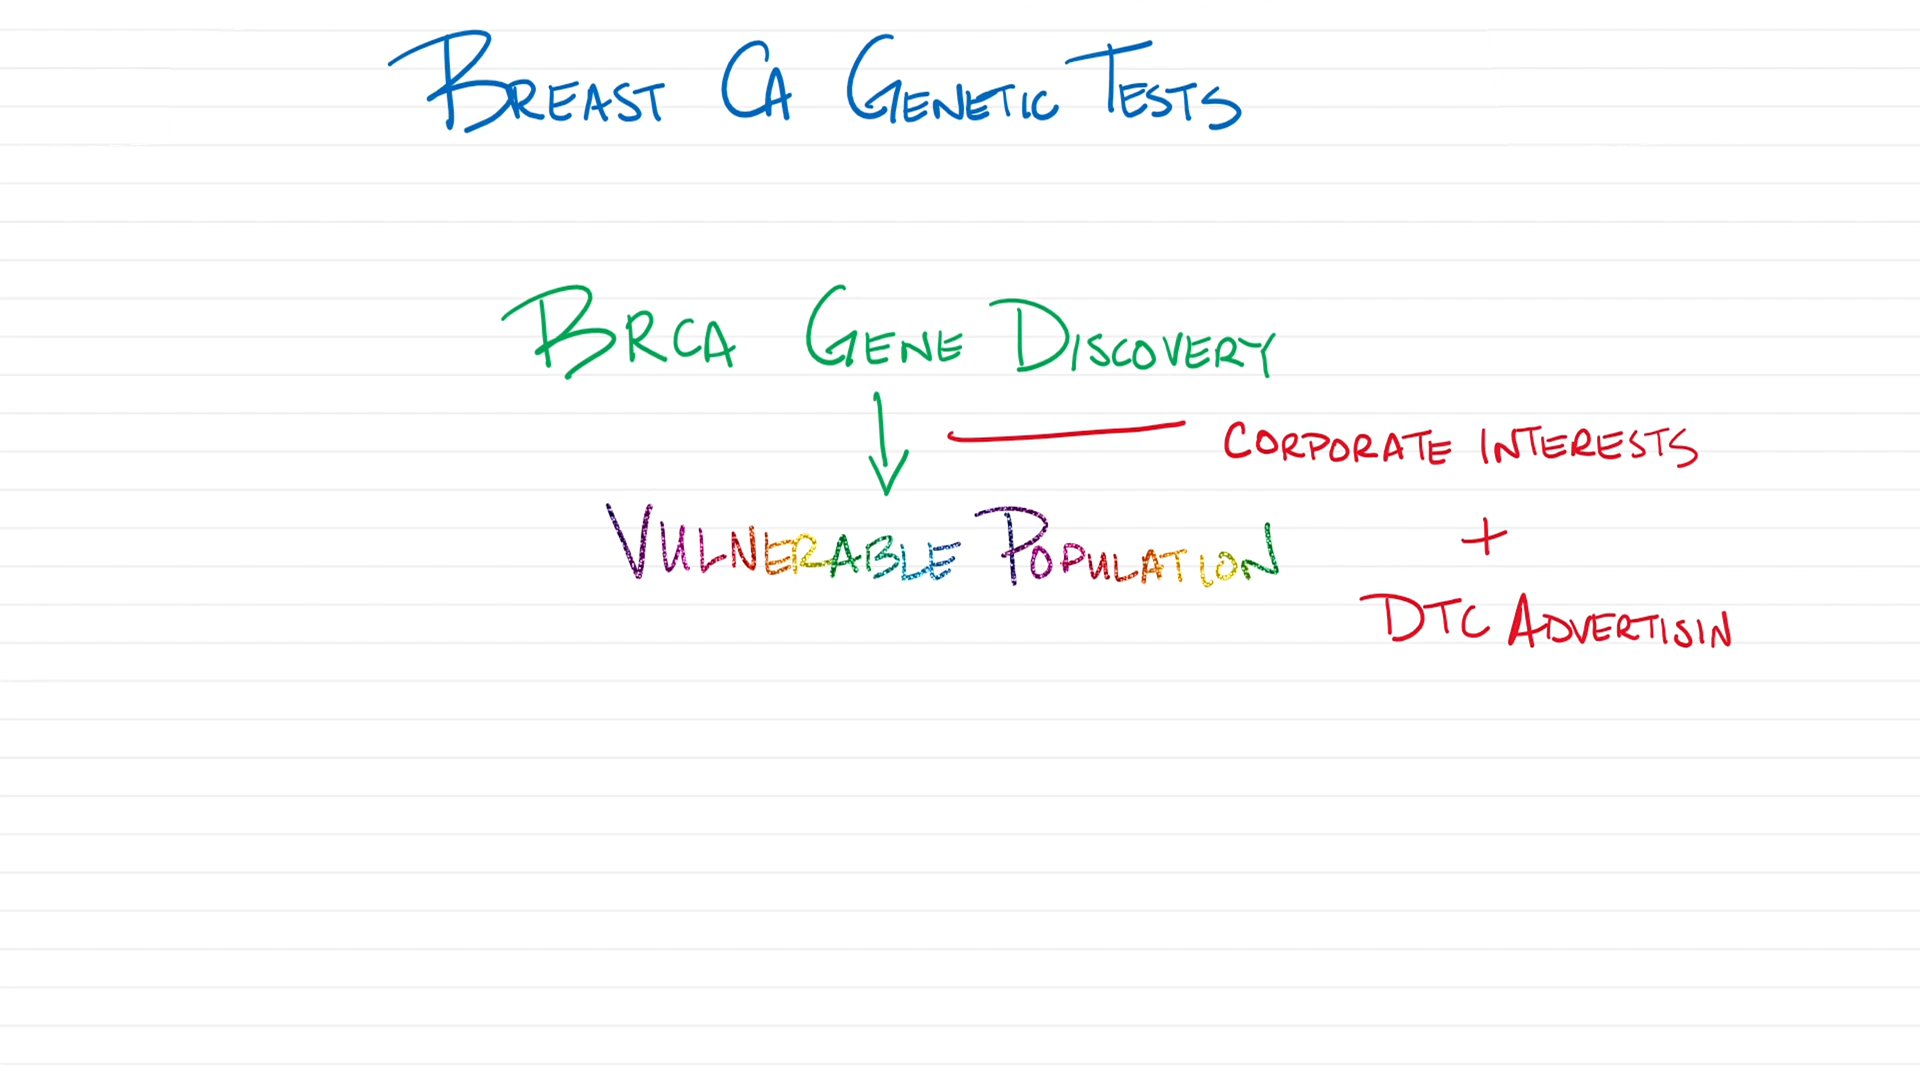 BREAST CA GENETIC TESTS
BRCA GENE DISCOVERY
CORPORATE INTERESTS
VULNERABLE POPULATION
+
DTC ADVERTISIN